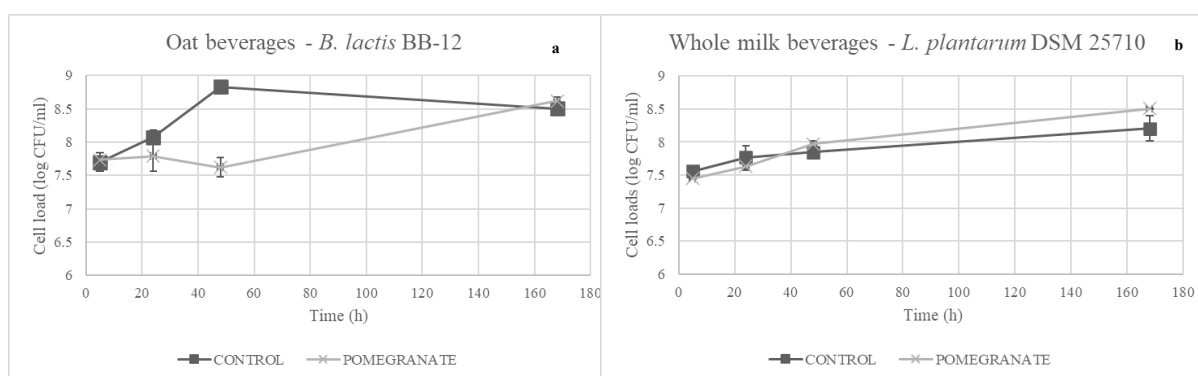 Oat beverages - B. lactis BB-12
a
Cell load (log CFU/ml)
9
8.5
8
7.5
7
6.5
6
0 20 40 60 80 100 120 140 160 180
Time (h)
CONTROL POMEGRANATE
Whole milk beverages - L. plantarum DSM 25710
b
Cell loads (log CFU/ml)
9
8.5
8
7.5
7
6.5
6
0 20 40 60 80 100 120 140 160 180
Time (h)
CONTROL POMEGRANATE